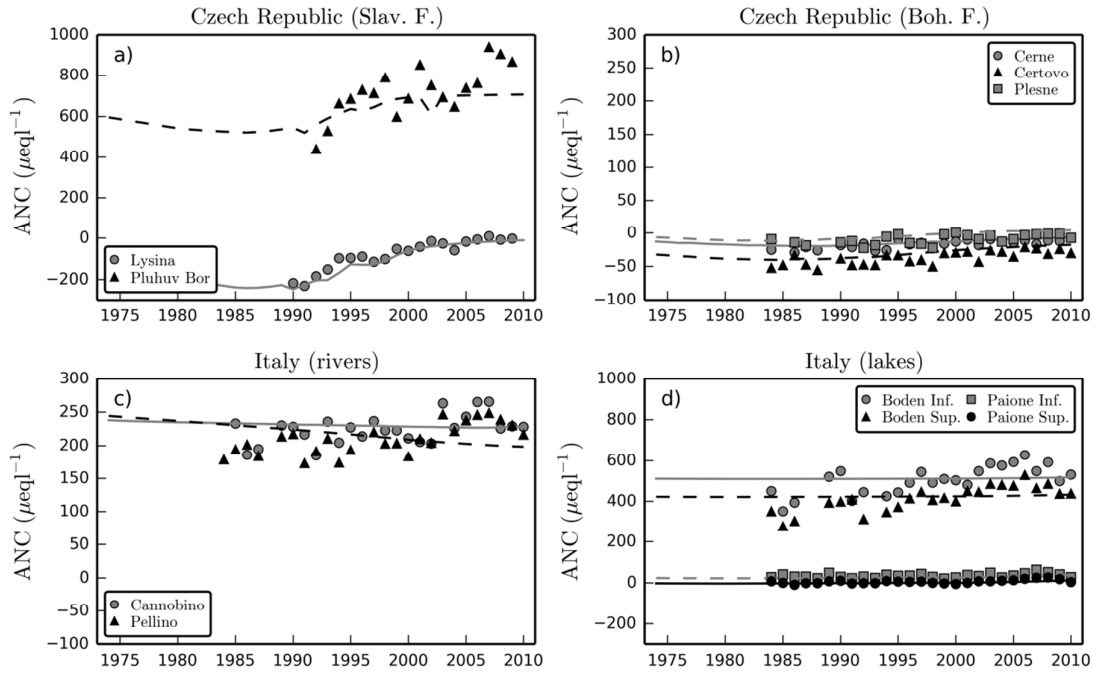 Czech Republic (Slav. F.)
a)
ANC (μeql⁻¹)
1000
800
600
400
200
0
−200
Lysina
Pluhuv Bor
1975 1980 1985 1990 1995 2000 2005 2010
Czech Republic (Boh. F.)
b)
ANC (μeql⁻¹)
300
250
200
150
100
50
0
−50
−100
Cerne
Certovo
Plesne
1975 1980 1985 1990 1995 2000 2005 2010
Italy (rivers)
c)
ANC (μeql⁻¹)
300
250
200
150
100
50
0
−50
−100
Cannobino
Pellino
1975 1980 1985 1990 1995 2000 2005 2010
Italy (lakes)
d)
ANC (μeql⁻¹)
1000
800
600
400
200
0
−200
Boden Inf. Paione Inf.
Boden Sup. Paione Sup.
1975 1980 1985 1990 1995 2000 2005 2010